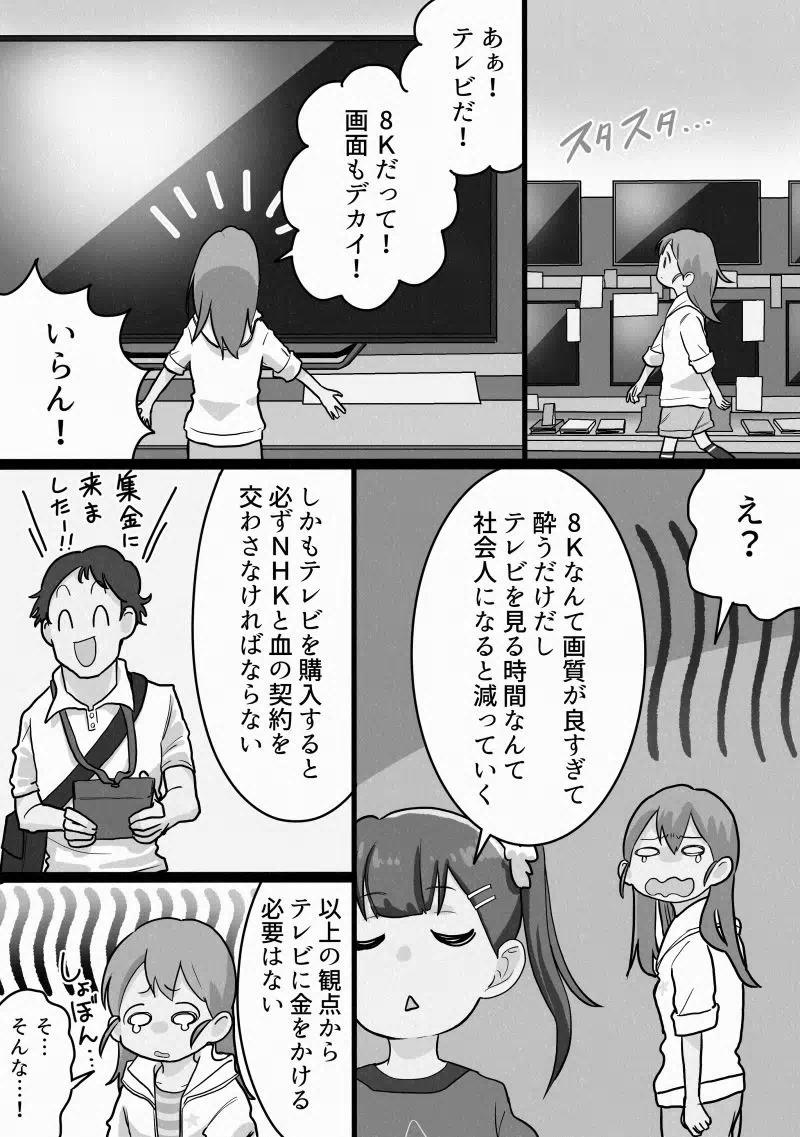 スタスタ…
あぁ！
テレビだ！
8Kだって！
画面もデカイ！
いらん！
え？
8Kなんて画質が良すぎて
酔うだけだし
テレビを見る時間なんて
社会人になると減っていく
しかもテレビを購入すると
必ずNHKと血の契約を
交わさなければならない
集金に
来ま
したー!!
以上の観点から
テレビに金をかける
必要はない
しょぼん…
そ…
そんな…！